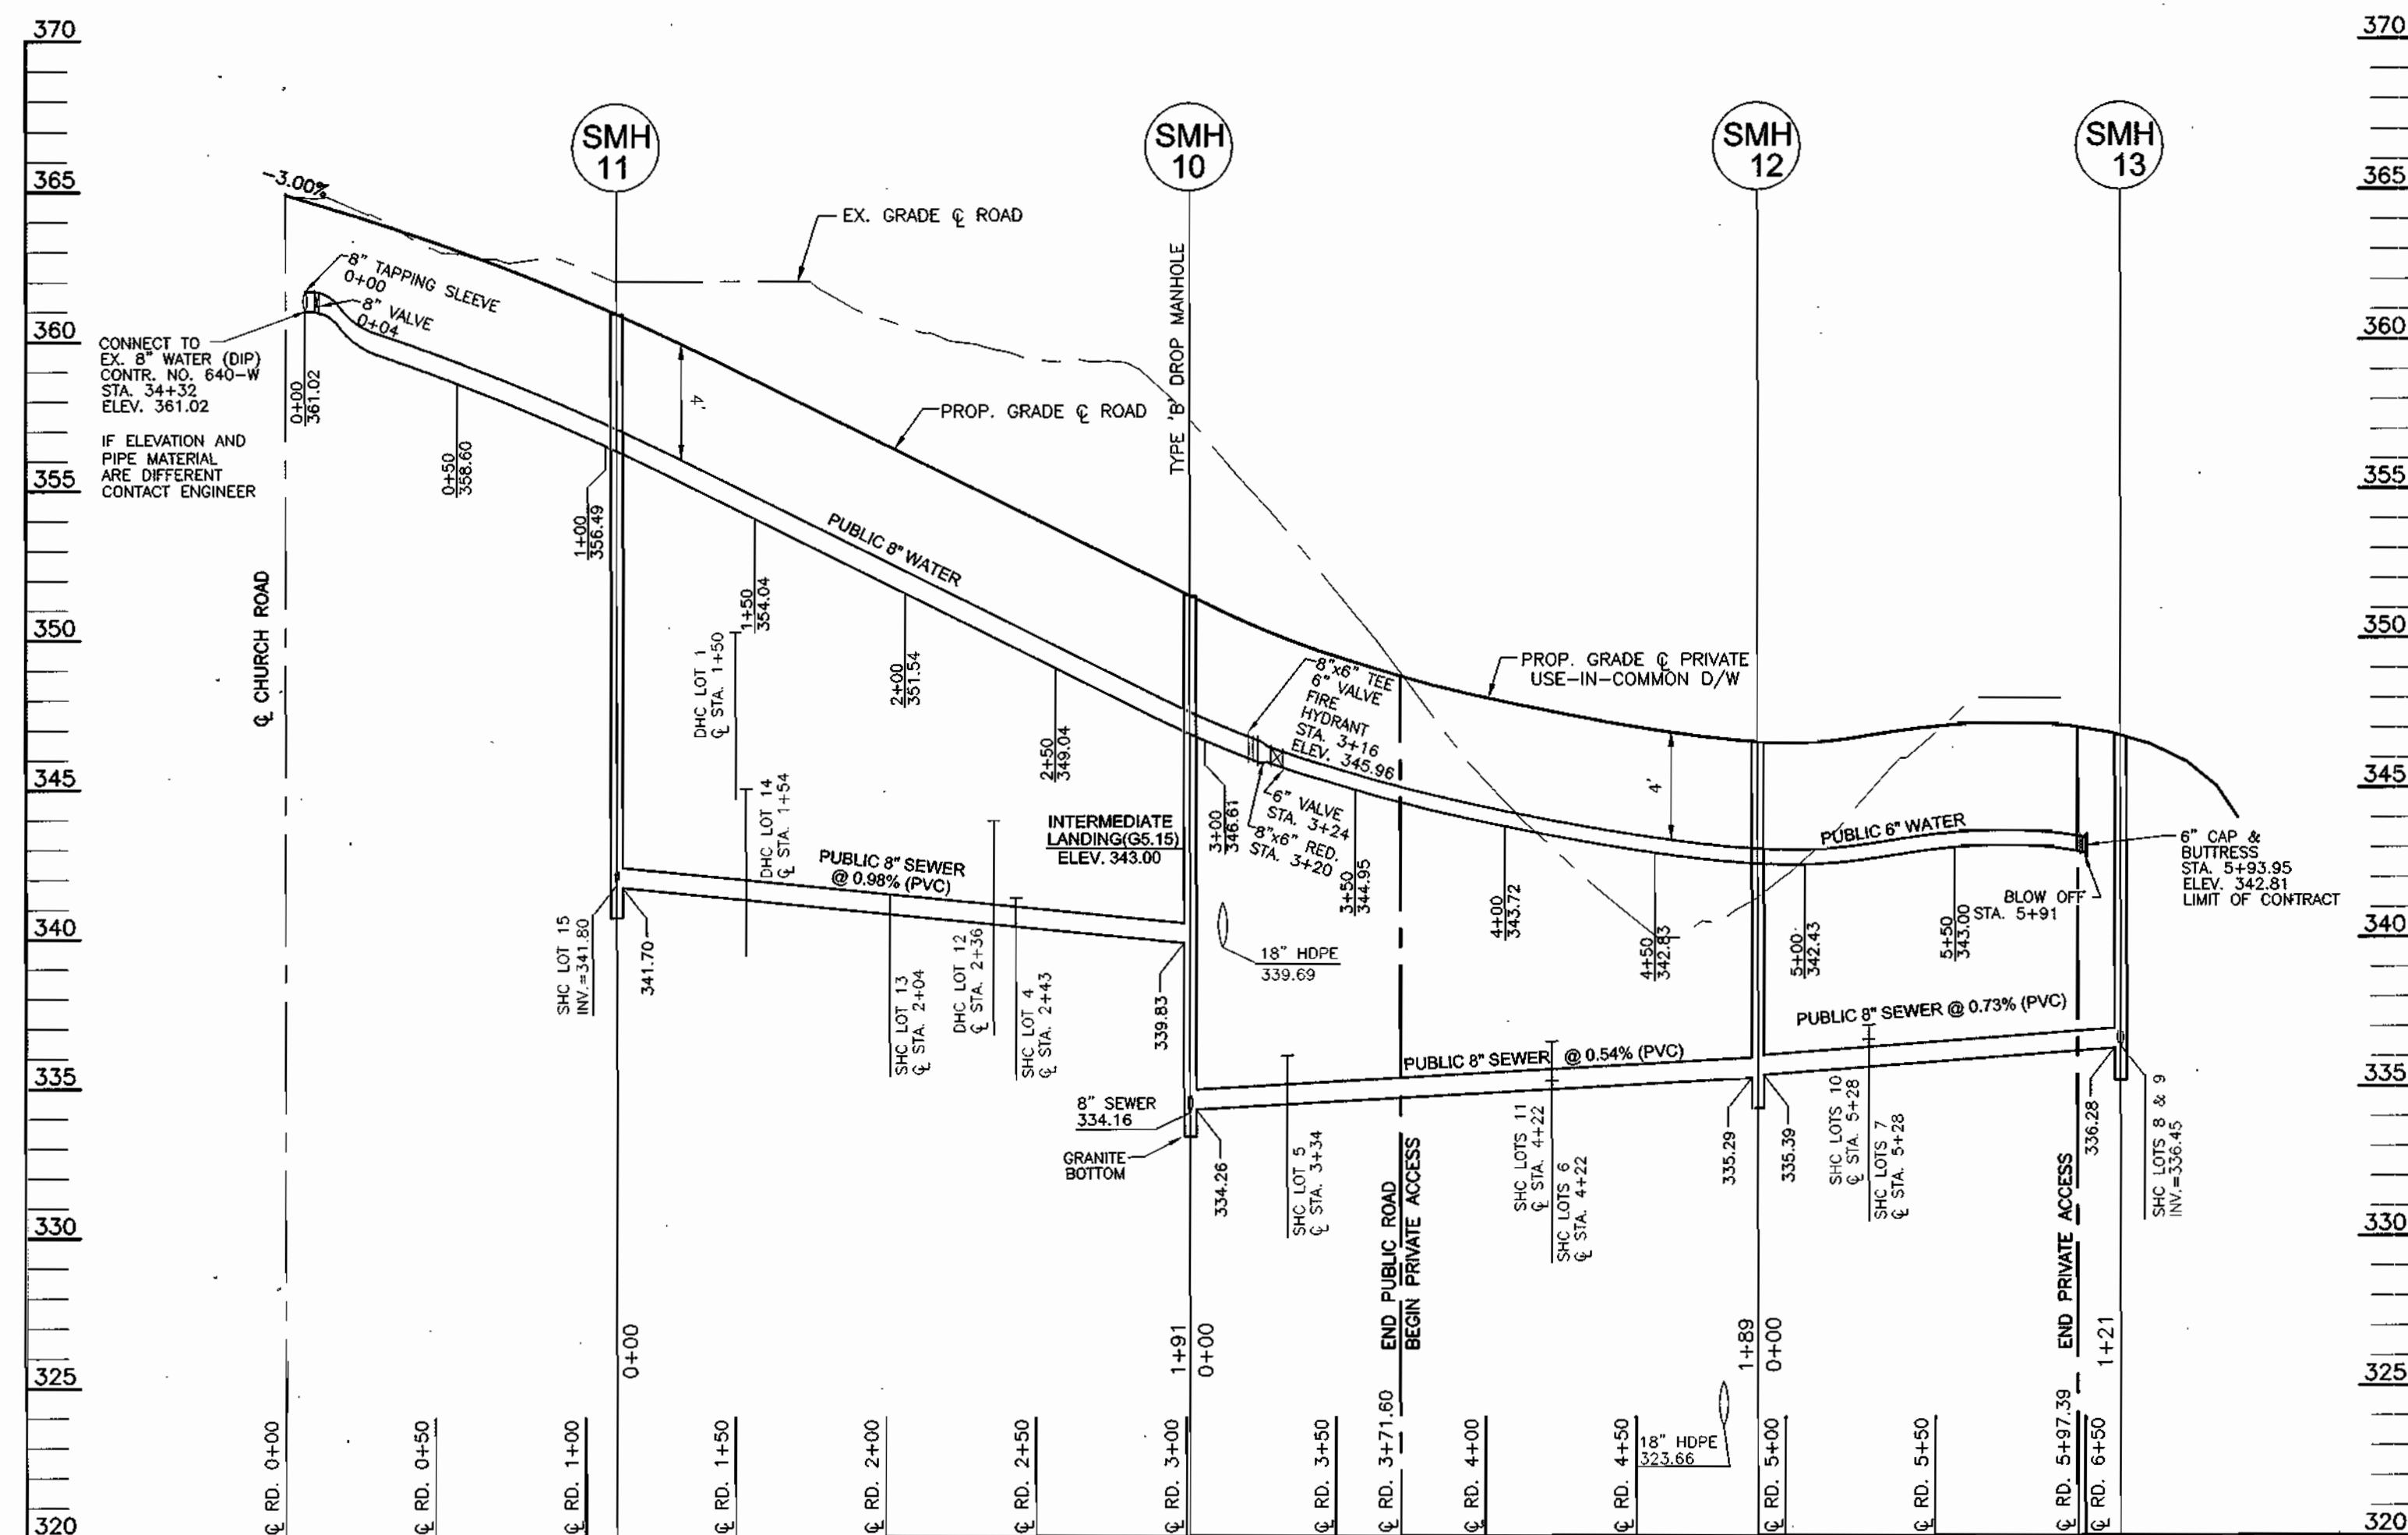 370
365
360
355
350
345
340
335
330
325
320
370
365
360
355
350
345
340
335
330
325
320
SMH
11
SMH
10
SMH
12
SMH
13
-3.00%
EX. GRADE ℄ ROAD
8" TAPPING SLEEVE
0+00
8" VALVE
0+04
CONNECT TO
EX. 8" WATER (DIP)
CONTR. NO. 640-W
STA. 34+32
ELEV. 361.02
IF ELEVATION AND
PIPE MATERIAL
ARE DIFFERENT
CONTACT ENGINEER
0+00
361.02
0+50
358.60
1+00
356.49
1+50
354.04
2+00
351.54
2+50
349.04
3+00
346.61
3+50
344.95
4+00
343.72
4+50
342.83
5+00
342.43
5+50
343.00
4'
PROP. GRADE ℄ ROAD
TYPE 'B' DROP MANHOLE
PUBLIC 8" WATER
℄ CHURCH ROAD
DHC LOT 1
℄ STA. 1+50
DHC LOT 14
℄ STA. 1+54
8"x6" TEE
6" VALVE
FIRE
HYDRANT
STA. 3+16
ELEV. 345.96
6" VALVE
STA. 3+24
8"x6" RED.
STA. 3+20
PROP. GRADE ℄ PRIVATE
USE-IN-COMMON D/W
4'
PUBLIC 6" WATER
6" CAP &
BUTTRESS
STA. 5+93.95
ELEV. 342.81
LIMIT OF CONTRACT
BLOW OFF
STA. 5+91
INTERMEDIATE
LANDING(G5.15)
ELEV. 343.00
PUBLIC 8" SEWER
@ 0.98% (PVC)
SHC LOT 15
INV.=341.80
341.70
SHC LOT 13
℄ STA. 2+04
DHC LOT 12
℄ STA. 2+36
SHC LOT 4
℄ STA. 2+43
339.83
18" HDPE
339.69
8" SEWER
334.16
GRANITE
BOTTOM
334.26
SHC LOT 5
℄ STA. 3+34
PUBLIC 8" SEWER @ 0.54% (PVC)
SHC LOTS 11
℄ STA. 4+22
SHC LOTS 6
℄ STA. 4+22
335.29
335.39
PUBLIC 8" SEWER @ 0.73% (PVC)
SHC LOTS 10
℄ STA. 5+28
SHC LOTS 7
℄ STA. 5+28
336.28
SHC LOTS 8 & 9
INV.=336.45
END PUBLIC ROAD
BEGIN PRIVATE ACCESS
END PRIVATE ACCESS
0+00
1+91
0+00
1+89
0+00
1+21
18" HDPE
323.66
℄ RD. 0+00
℄ RD. 0+50
℄ RD. 1+00
℄ RD. 1+50
℄ RD. 2+00
℄ RD. 2+50
℄ RD. 3+00
℄ RD. 3+50
℄ RD. 3+71.60
℄ RD. 4+00
℄ RD. 4+50
℄ RD. 5+00
℄ RD. 5+50
℄ RD. 5+97.39
℄ RD. 6+50